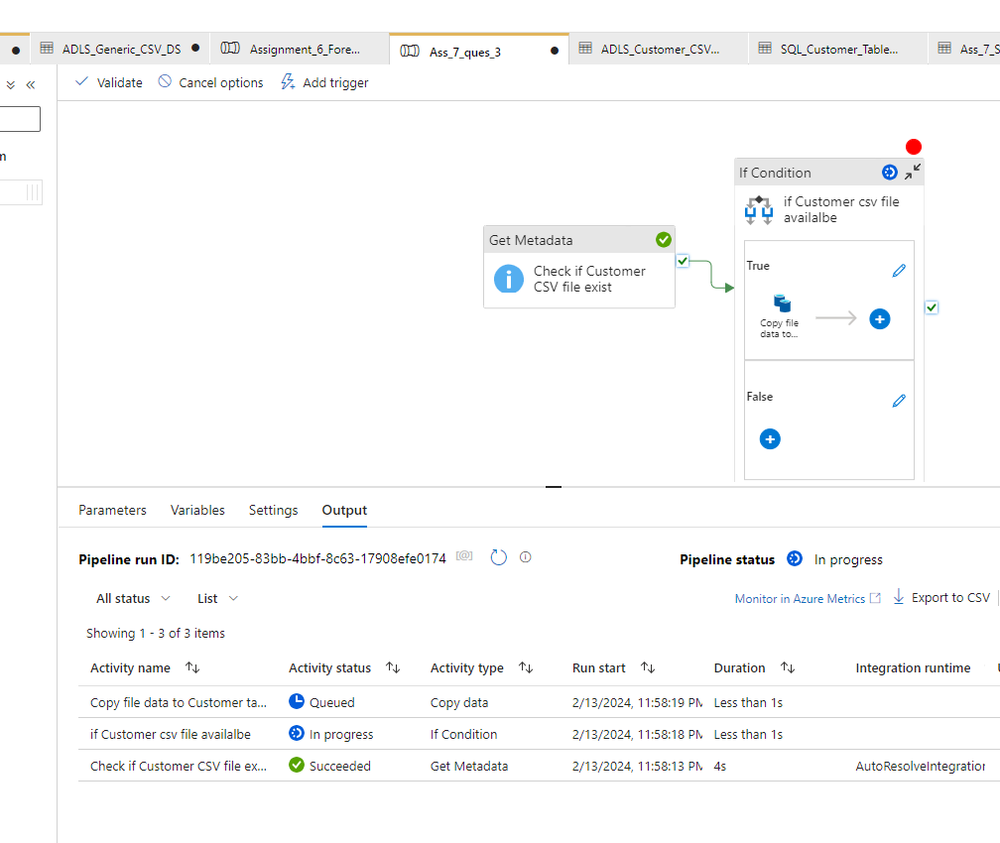 ADLS_Generic_CSV_DS
Assignment_6_Fore...
Ass_7_ques_3
ADLS_Customer_CSV...
SQL_Customer_Table...
Ass_7_S
Validate
Cancel options
Add trigger
If Condition
if Customer csv file
availalbe
Get Metadata
Check if Customer
CSV file exist
True
Copy file
data to...
False
Parameters Variables Settings Output
Pipeline run ID: 119be205-83bb-4bbf-8c63-17908efe0174
Pipeline status In progress
All status List
Monitor in Azure Metrics Export to CSV
Showing 1 - 3 of 3 items
Activity name Activity status Activity type Run start Duration Integration runtime
Copy file data to Customer ta... Queued Copy data 2/13/2024, 11:58:19 PM Less than 1s
if Customer csv file availalbe In progress If Condition 2/13/2024, 11:58:18 PM Less than 1s
Check if Customer CSV file ex... Succeeded Get Metadata 2/13/2024, 11:58:13 PM 4s AutoResolveIntegration